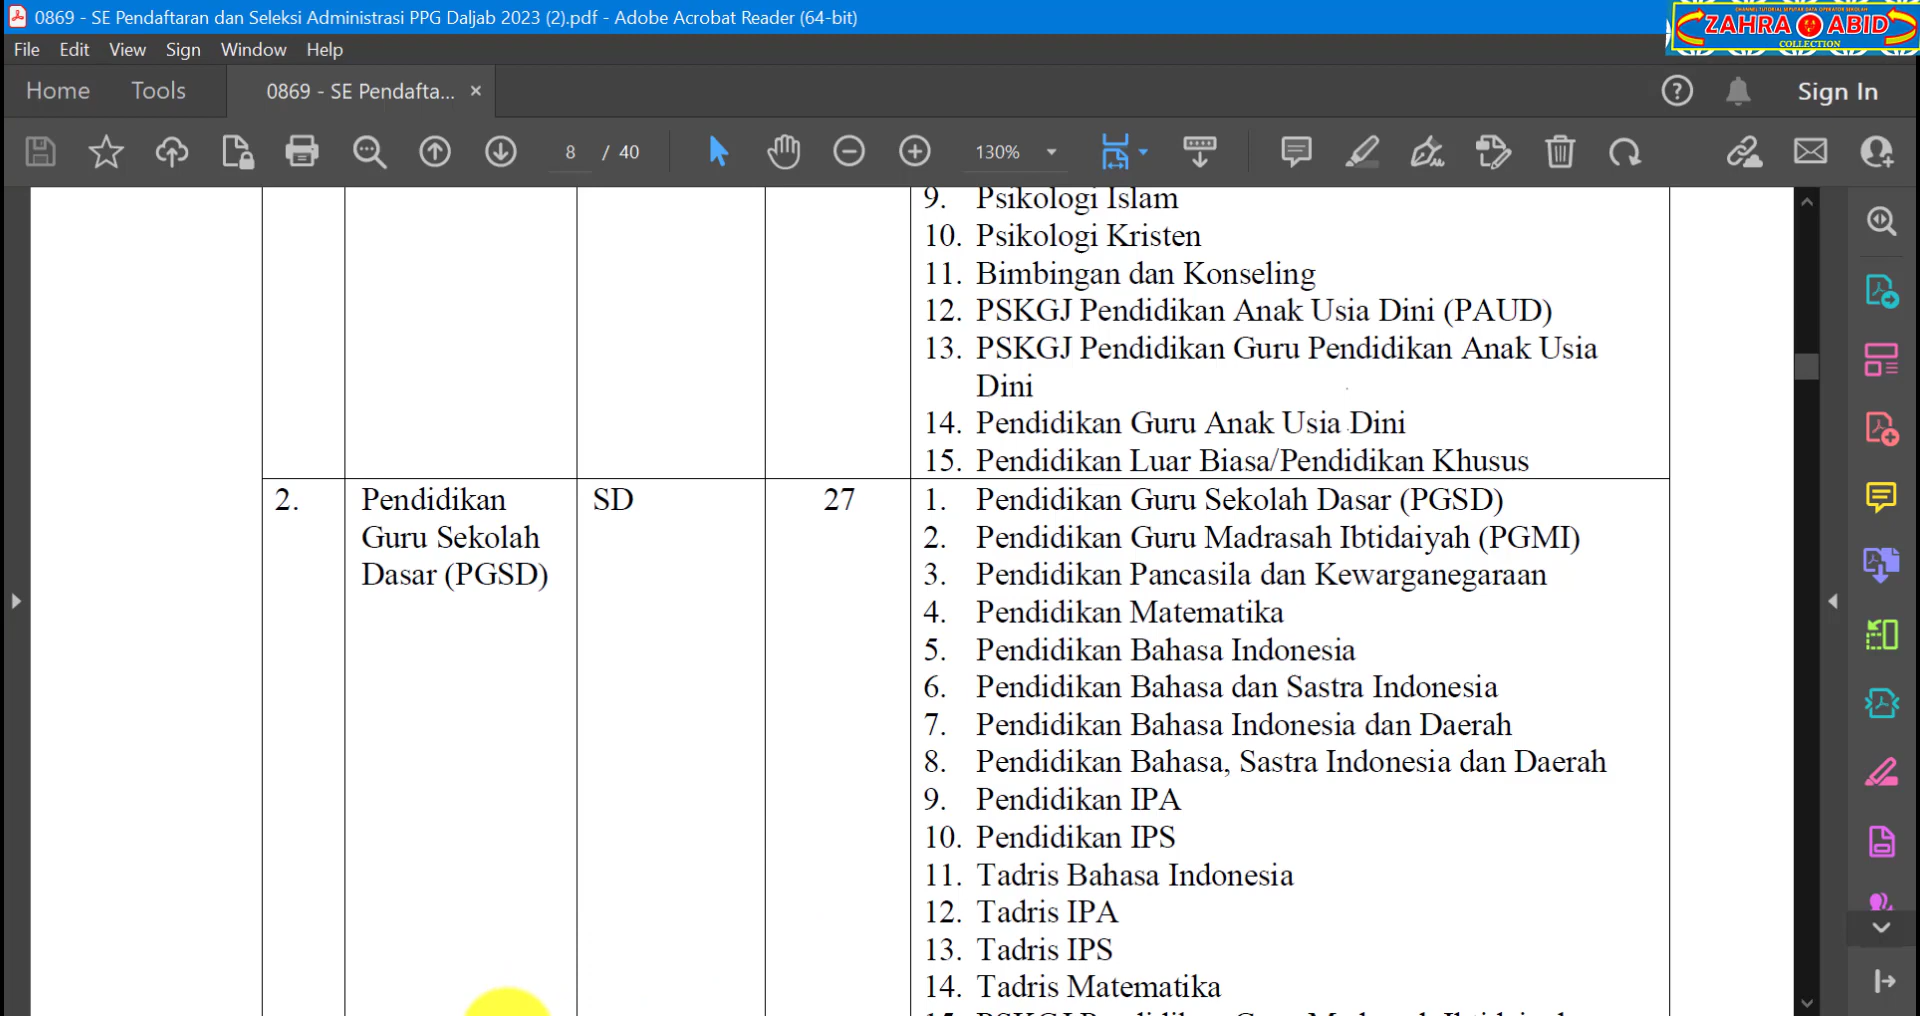 0869 - SE Pendaftaran dan Seleksi Administrasi PPG Daljab 2023 (2).pdf - Adobe Acrobat Reader (64-bit)
CHANNEL TUTORIAL SEPUTAR DATA OPERATOR SEKOLAH
ZAHRA ABID
COLLECTION
File Edit View Sign Window Help
Home Tools 0869 - SE Pendafta... × Sign In
8 / 40 130%
9. Psikologi Islam
10. Psikologi Kristen
11. Bimbingan dan Konseling
12. PSKGJ Pendidikan Anak Usia Dini (PAUD)
13. PSKGJ Pendidikan Guru Pendidikan Anak Usia
Dini
14. Pendidikan Guru Anak Usia Dini
15. Pendidikan Luar Biasa/Pendidikan Khusus
2. Pendidikan SD 27 1. Pendidikan Guru Sekolah Dasar (PGSD)
Guru Sekolah 2. Pendidikan Guru Madrasah Ibtidaiyah (PGMI)
Dasar (PGSD) 3. Pendidikan Pancasila dan Kewarganegaraan
4. Pendidikan Matematika
5. Pendidikan Bahasa Indonesia
6. Pendidikan Bahasa dan Sastra Indonesia
7. Pendidikan Bahasa Indonesia dan Daerah
8. Pendidikan Bahasa, Sastra Indonesia dan Daerah
9. Pendidikan IPA
10. Pendidikan IPS
11. Tadris Bahasa Indonesia
12. Tadris IPA
13. Tadris IPS
14. Tadris Matematika